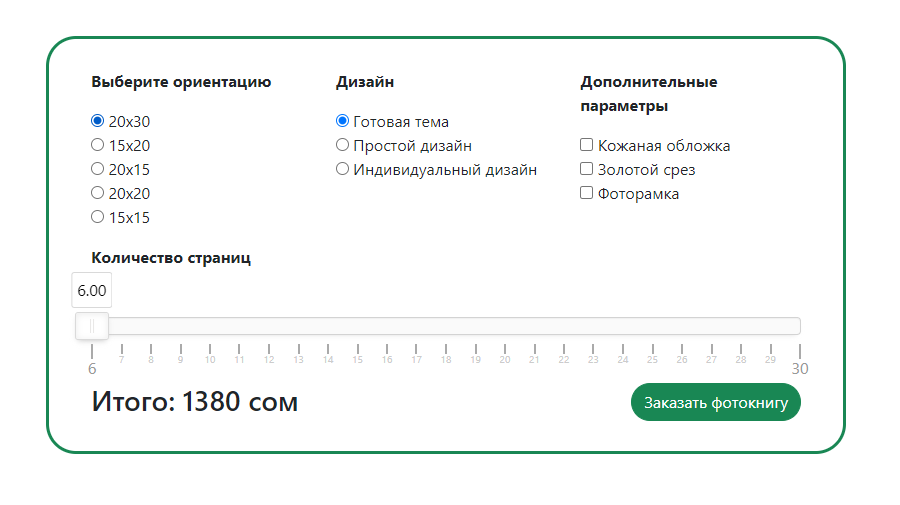 Выберите ориентацию
20x30
15x20
20x15
20x20
15x15
Дизайн
Готовая тема
Простой дизайн
Индивидуальный дизайн
Дополнительные
параметры
Кожаная обложка
Золотой срез
Фоторамка
Количество страниц
6.00
6 7 8 9 10 11 12 13 14 15 16 17 18 19 20 21 22 23 24 25 26 27 28 29 30
Итого: 1380 сом
Заказать фотокнигу